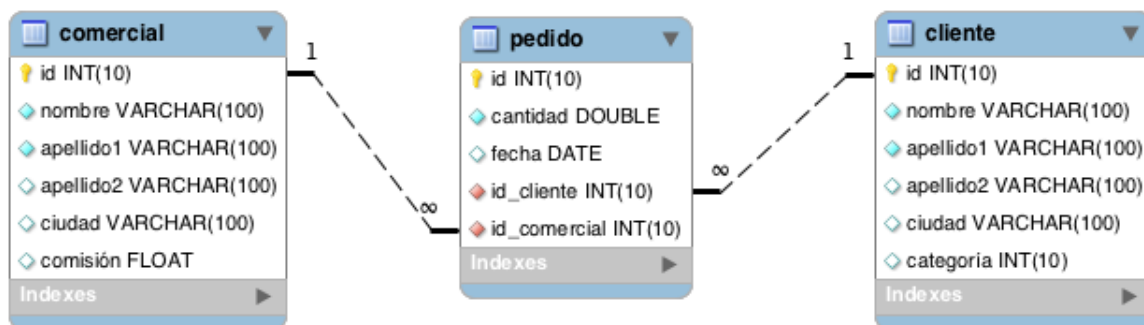 comercial
id INT(10)
nombre VARCHAR(100)
apellido1 VARCHAR(100)
apellido2 VARCHAR(100)
ciudad VARCHAR(100)
comisión FLOAT
Indexes
1
∞
pedido
id INT(10)
cantidad DOUBLE
fecha DATE
id_cliente INT(10)
id_comercial INT(10)
Indexes
1
∞
cliente
id INT(10)
nombre VARCHAR(100)
apellido1 VARCHAR(100)
apellido2 VARCHAR(100)
ciudad VARCHAR(100)
categoría INT(10)
Indexes